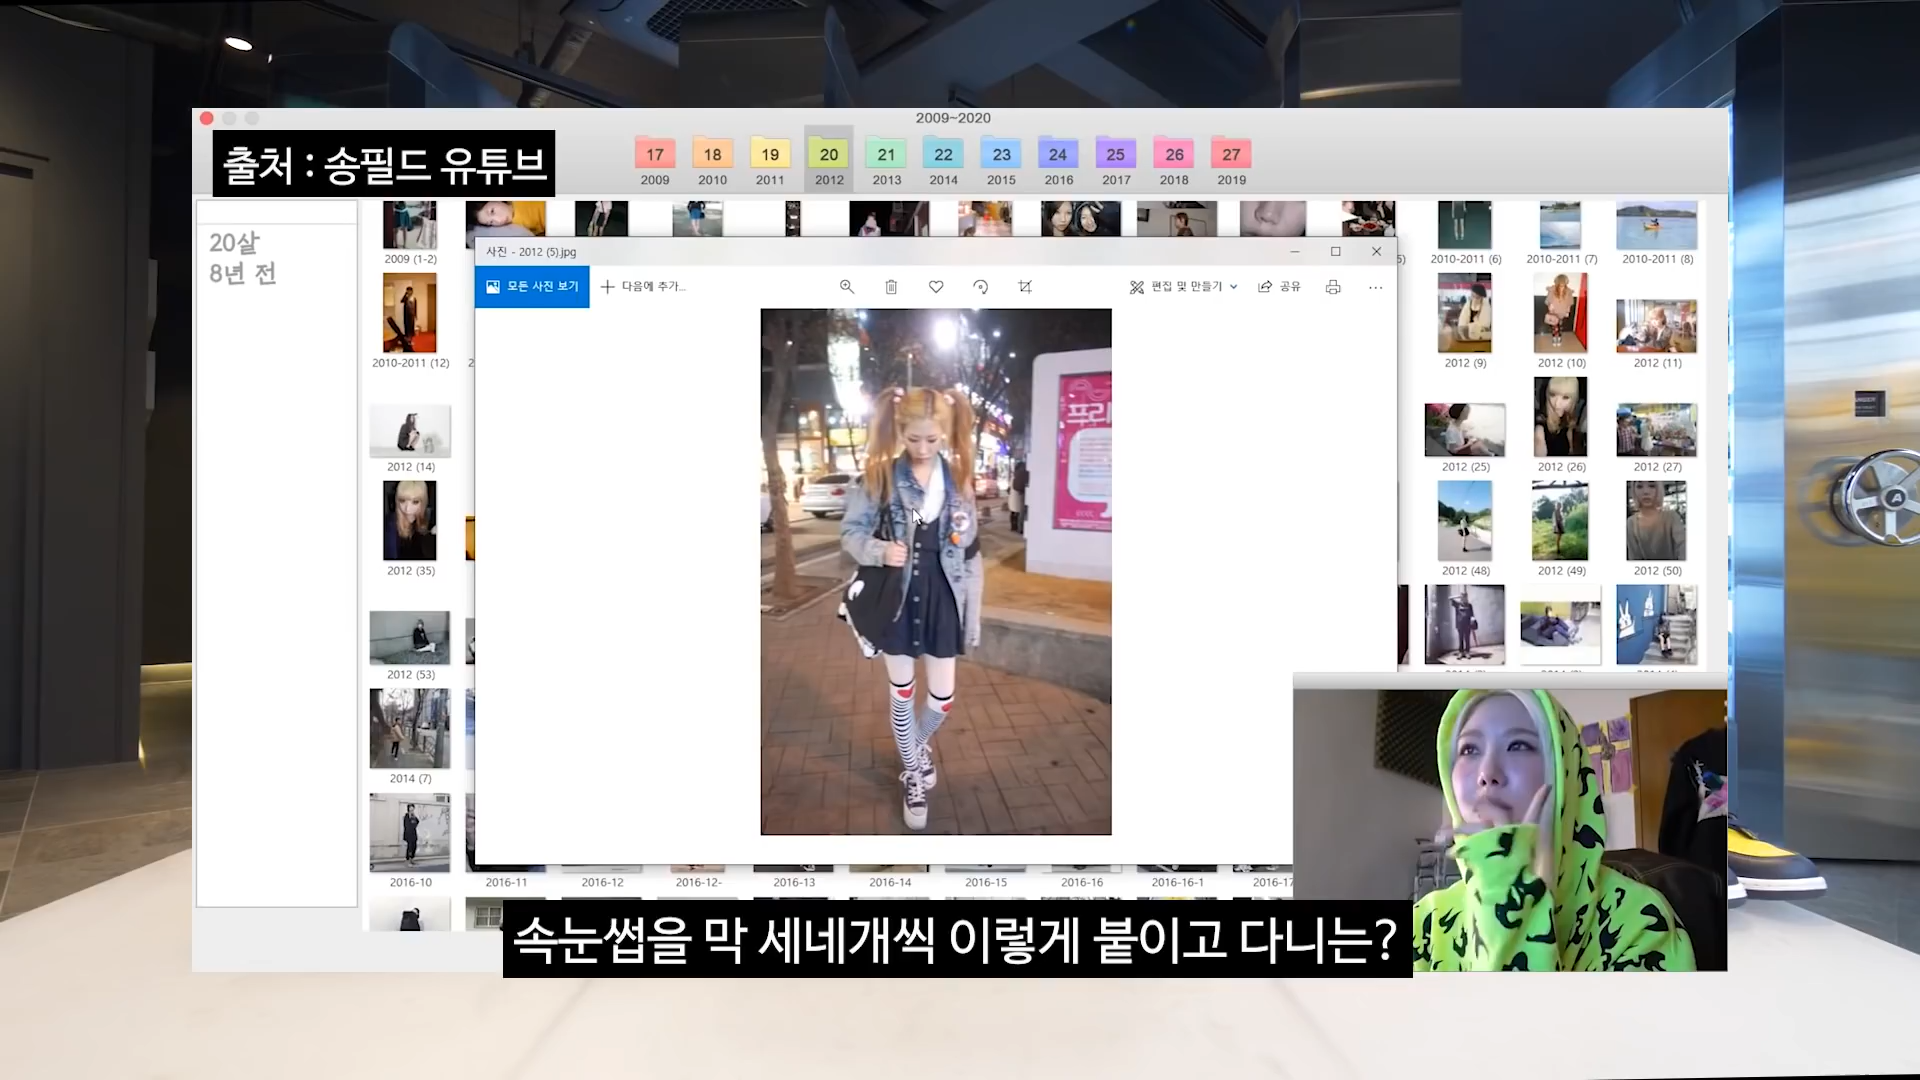 2009~2020
출처 : 송필드 유튜브
17 18 19 20 21 22 23 24 25 26 27
2009 2010 2011 2012 2013 2014 2015 2016 2017 2018 2019
20살
8년 전
사진 - 2012 (5).jpg
모든 사진 보기
다음에 추가...
편집 및 만들기
공유
2009 (1-2)
2010-2011 (6) 2010-2011 (7) 2010-2011 (8)
2010-2011 (12)
2012 (9) 2012 (10) 2012 (11)
2012 (14)
2012 (25) 2012 (26) 2012 (27)
2012 (35)
2012 (48) 2012 (49) 2012 (50)
2012 (53)
2014 (7)
프리
2016-10 2016-11 2016-12 2016-12- 2016-13 2016-14 2016-15 2016-16 2016-16-1 2016-17
속눈썹을 막 세네개씩 이렇게 붙이고 다니는?
A